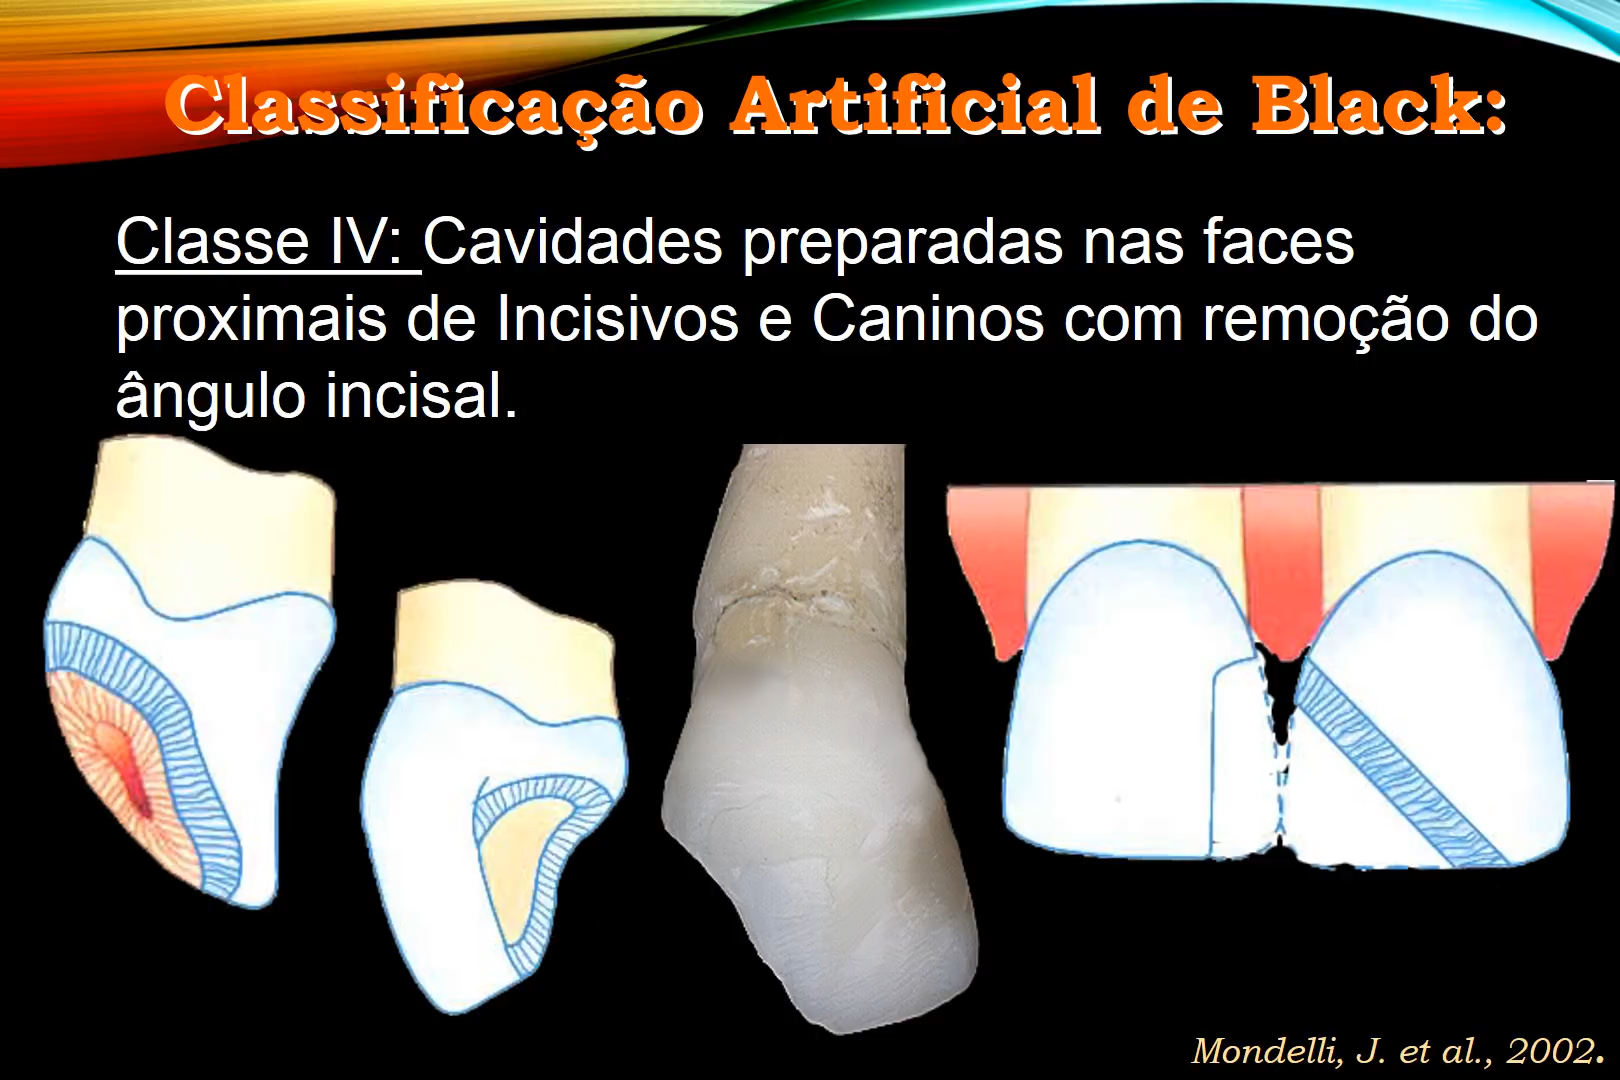 Classificação Artificial de Black:
Classe IV: Cavidades preparadas nas faces
proximais de Incisivos e Caninos com remoção do
ângulo incisal.
Mondelli, J. et al., 2002.